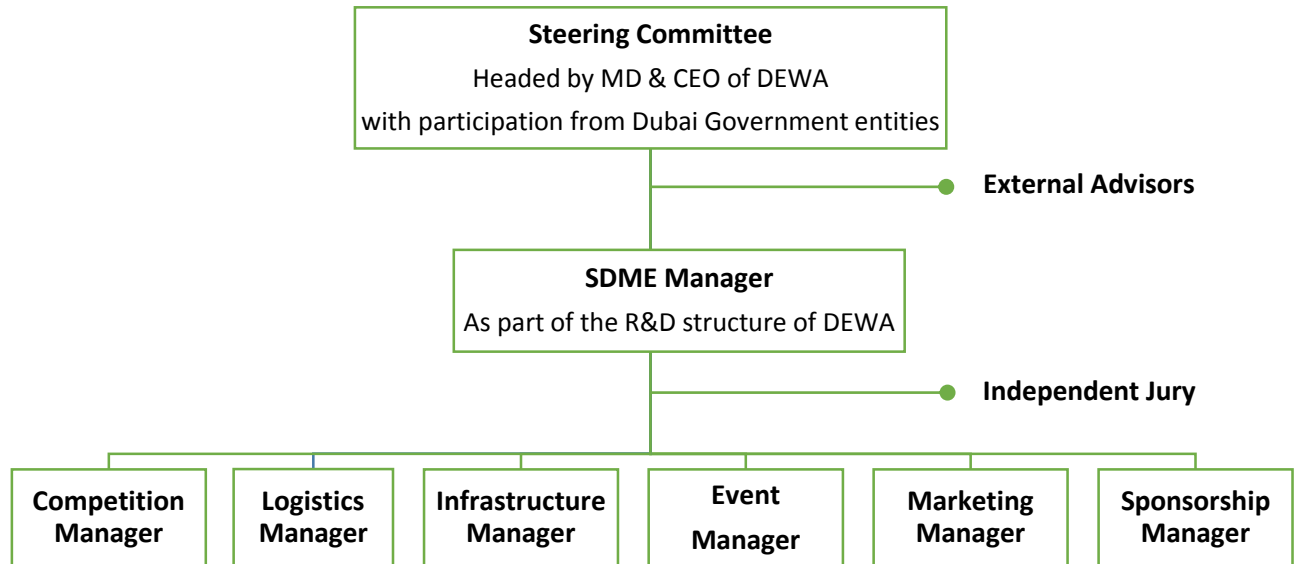 Steering Committee
Headed by MD & CEO of DEWA
with participation from Dubai Government entities
External Advisors
SDME Manager
As part of the R&D structure of DEWA
Independent Jury
Competition
Manager
Logistics
Manager
Infrastructure
Manager
Event
Manager
Marketing
Manager
Sponsorship
Manager